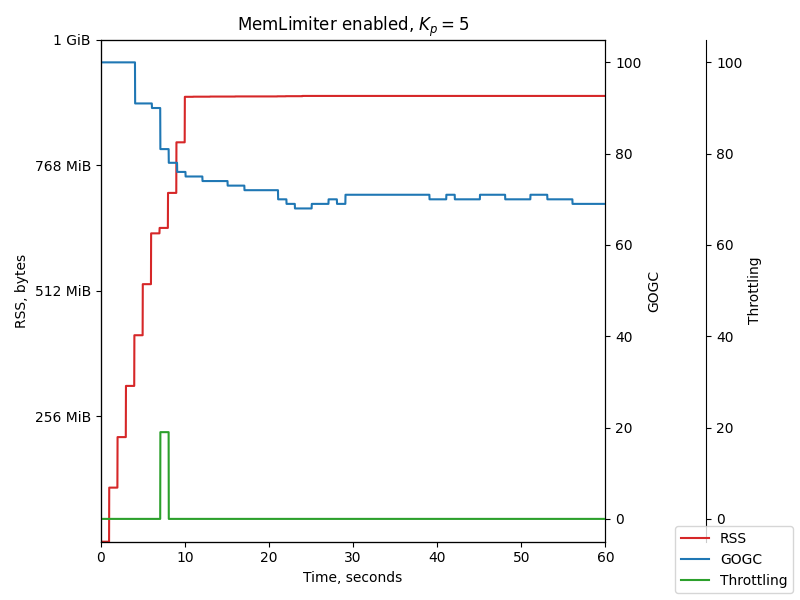 MemLimiter enabled, $K_p = 5$
1 GiB
768 MiB
512 MiB
256 MiB
RSS, bytes
0 10 20 30 40 50 60
Time, seconds
100
80
60
40
20
0
GOGC
100
80
60
40
20
0
Throttling
RSS
GOGC
Throttling